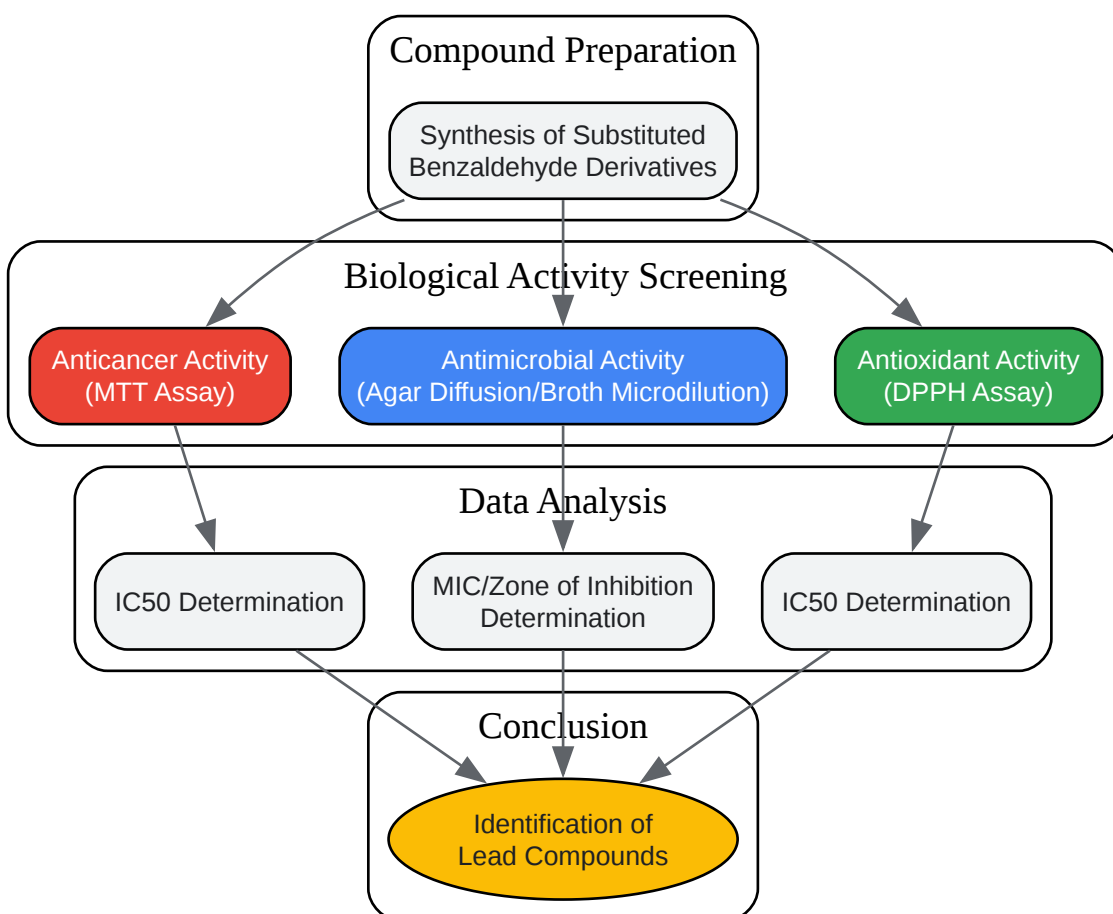 Compound Preparation
Synthesis of Substituted
Benzaldehyde Derivatives
Biological Activity Screening
Anticancer Activity
(MTT Assay)
Antimicrobial Activity
(Agar Diffusion/Broth Microdilution)
Antioxidant Activity
(DPPH Assay)
Data Analysis
IC50 Determination
MIC/Zone of Inhibition
Determination
IC50 Determination
Conclusion
Identification of
Lead Compounds